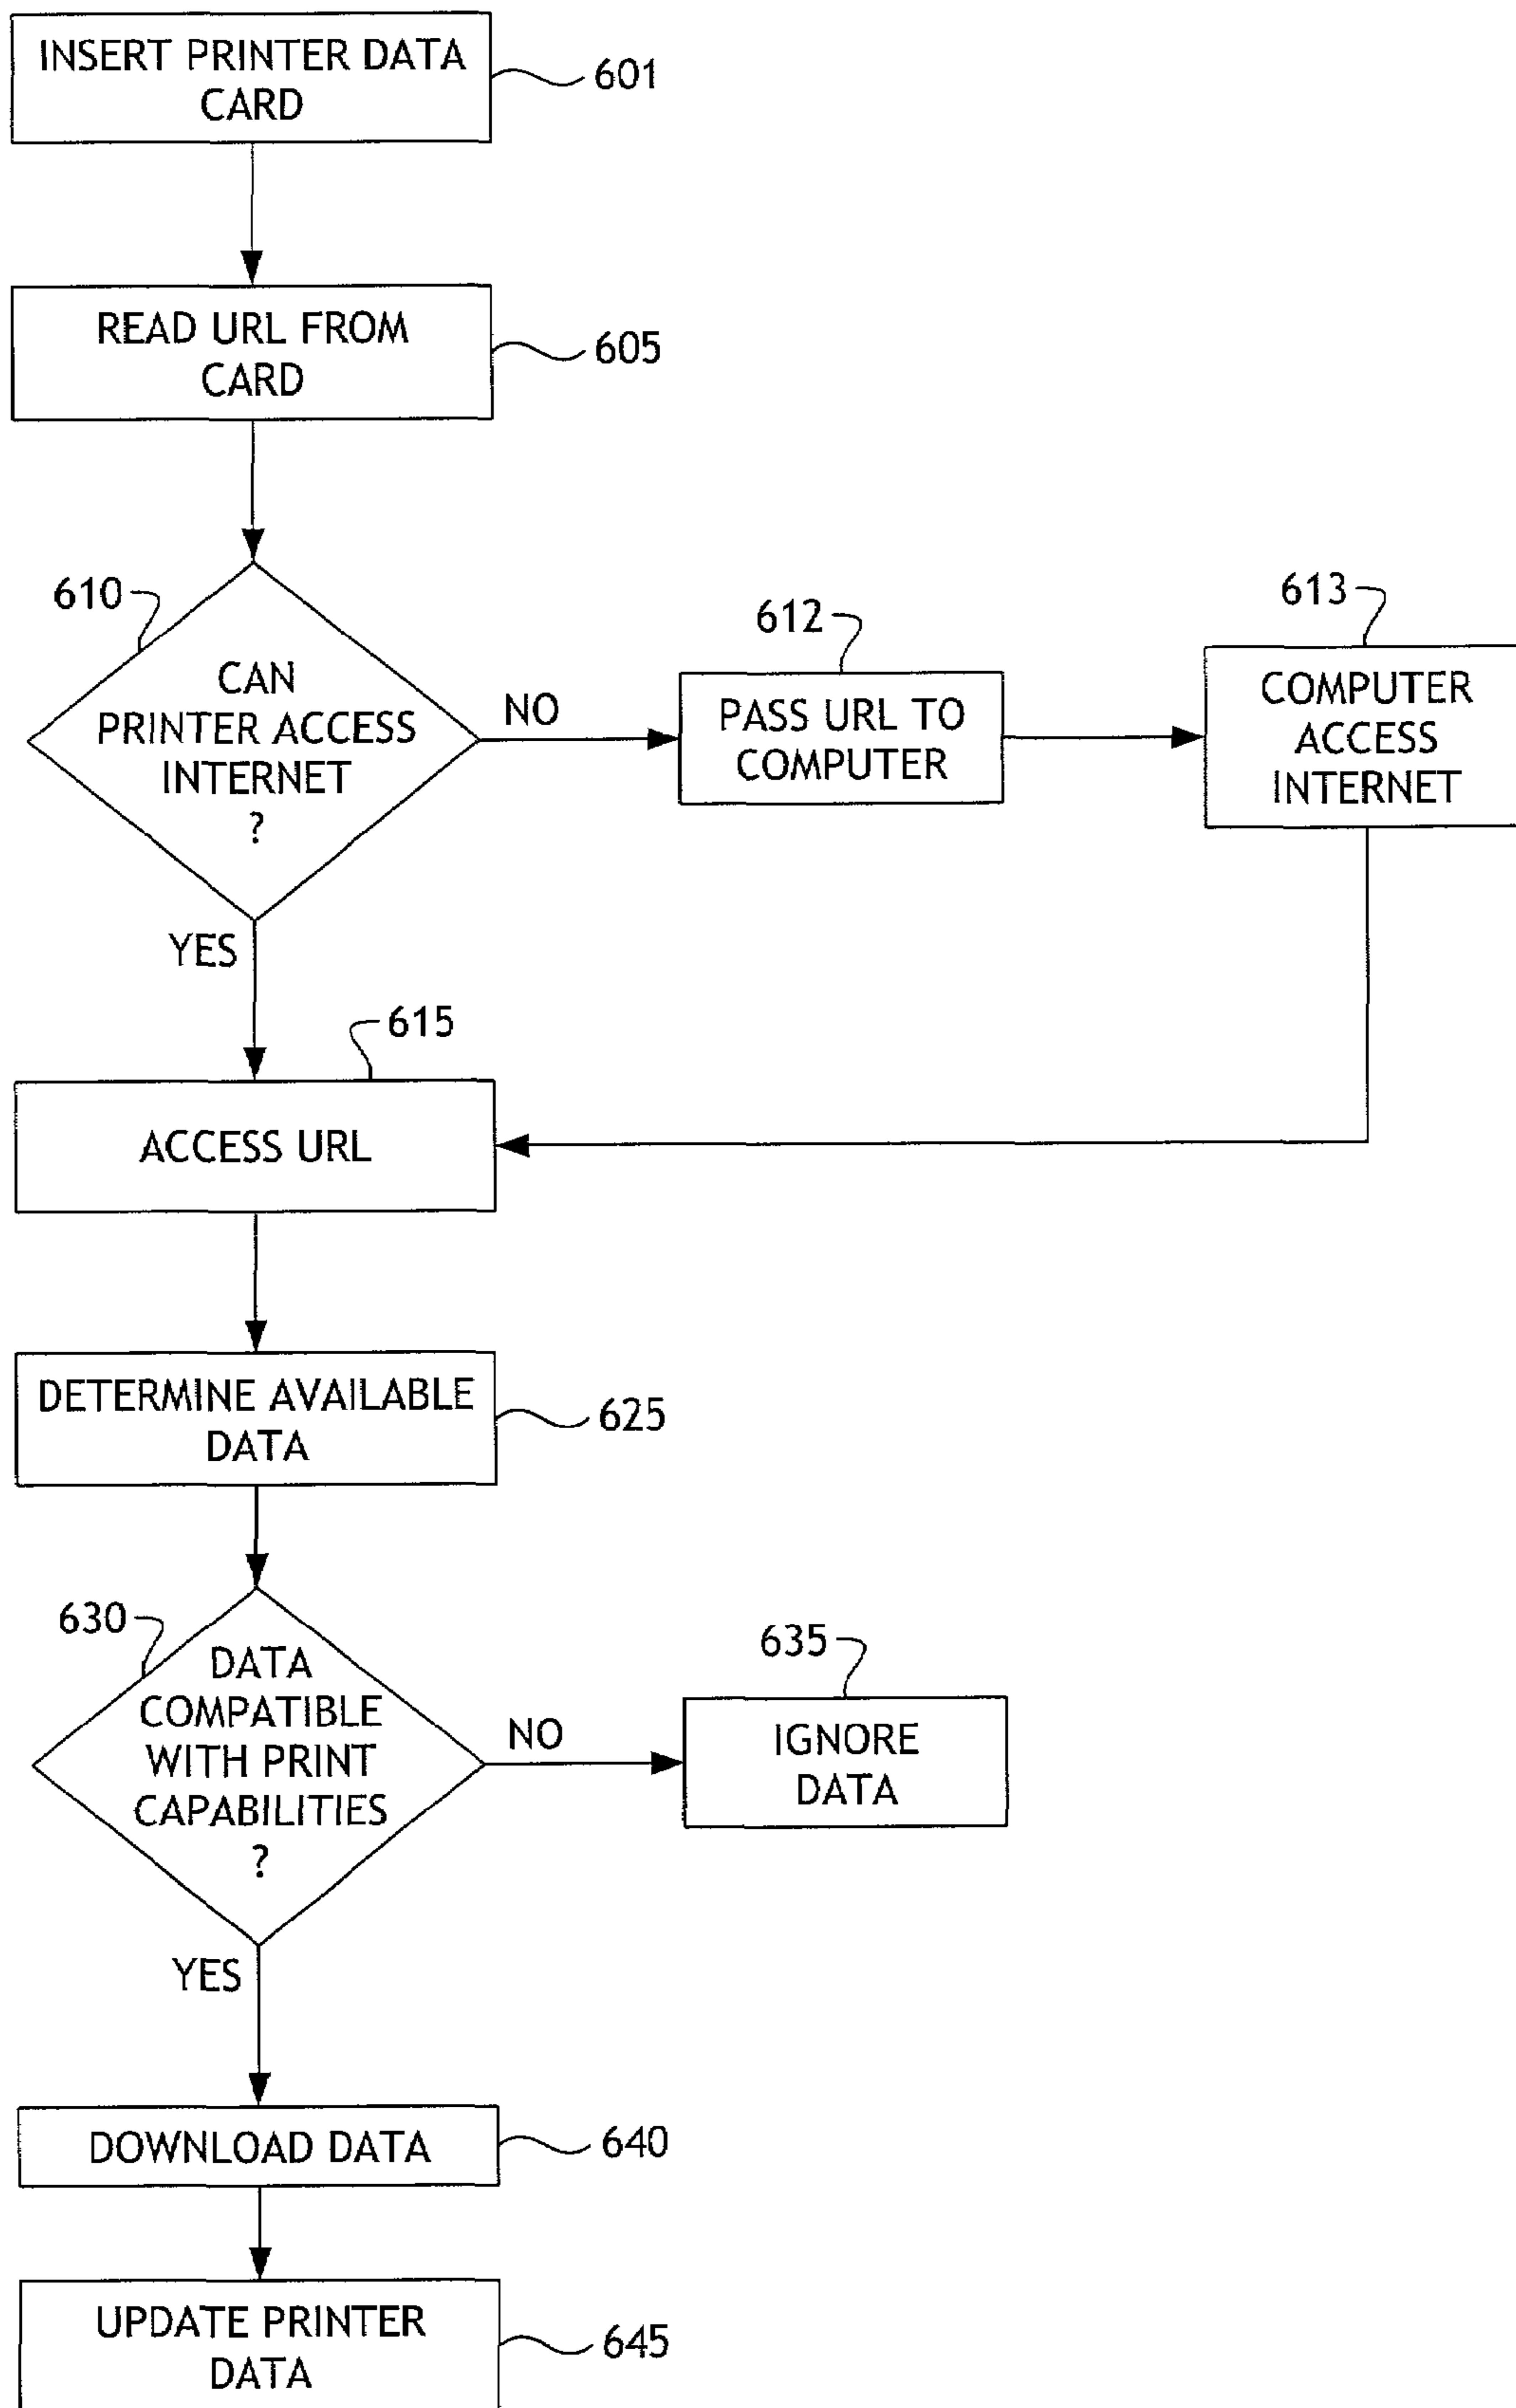 INSERT PRINTER DATA
CARD
601
READ URL FROM
CARD
605
610
CAN
PRINTER ACCESS
INTERNET
?
NO
612
PASS URL TO
COMPUTER
613
COMPUTER
ACCESS
INTERNET
YES
615
ACCESS URL
DETERMINE AVAILABLE
DATA
625
630
DATA
COMPATIBLE
WITH PRINT
CAPABILITIES
?
NO
635
IGNORE
DATA
YES
DOWNLOAD DATA
640
UPDATE PRINTER
DATA
645